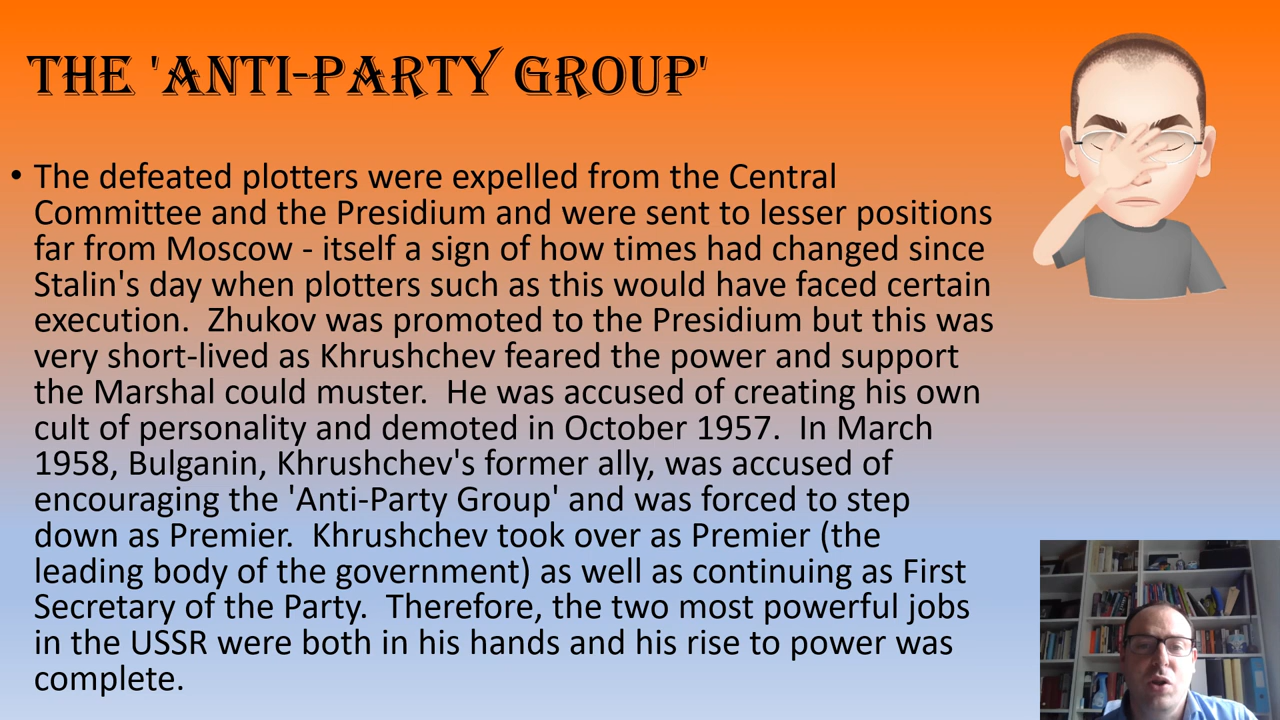 THE 'ANTI-PARTY GROUP'
• The defeated plotters were expelled from the Central
Committee and the Presidium and were sent to lesser positions
far from Moscow - itself a sign of how times had changed since
Stalin's day when plotters such as this would have faced certain
execution.  Zhukov was promoted to the Presidium but this was
very short-lived as Khrushchev feared the power and support
the Marshal could muster.  He was accused of creating his own
cult of personality and demoted in October 1957.  In March
1958, Bulganin, Khrushchev's former ally, was accused of
encouraging the 'Anti-Party Group' and was forced to step
down as Premier.  Khrushchev took over as Premier (the
leading body of the government) as well as continuing as First
Secretary of the Party.  Therefore, the two most powerful jobs
in the USSR were both in his hands and his rise to power was
complete.